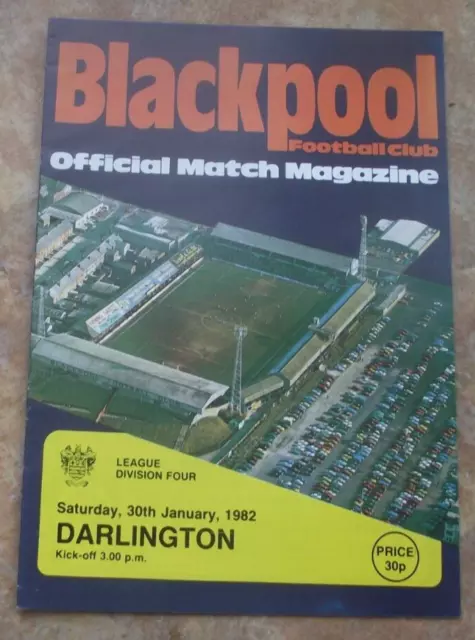 Blackpool
Football Club
Official Match Magazine
LEAGUE
DIVISION FOUR
Saturday, 30th January, 1982
DARLINGTON
Kick-off 3.00 p.m.
PRICE
30p